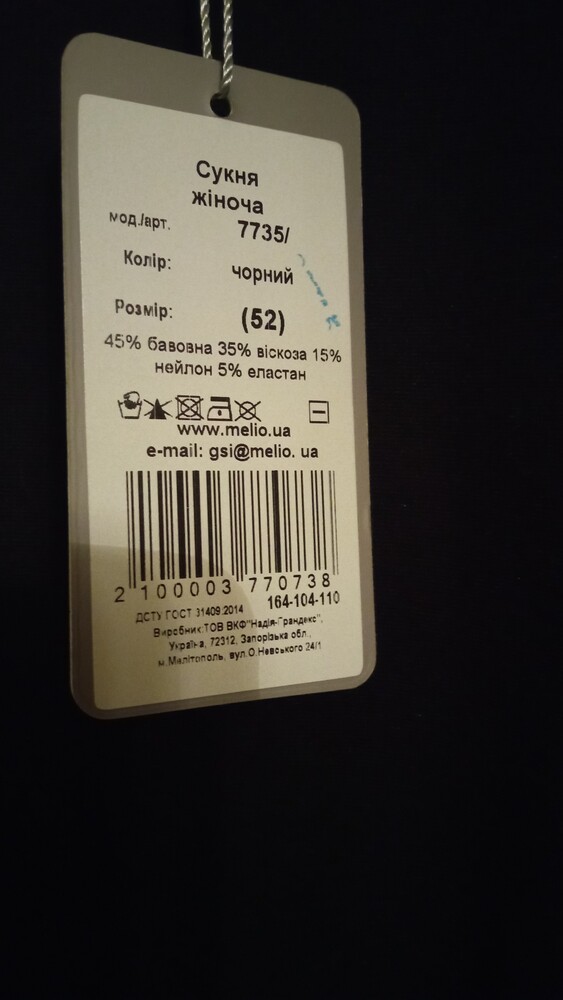 Сукня
жіноча
мод./арт. 7735/
Колір: чорний
Розмір: (52)
45% бавовна 35% віскоза 15%
нейлон 5% еластан
www.melio.ua
e-mail: gsi@melio. ua
2 100003 770738
164-104-110
ДСТУ ГОСТ 31409:2014
Виробник:ТОВ ВКФ"Надія-Грандекс",
Україна, 72312, Запорізька обл.,
м.Мелітополь, вул.О.Невського 24/1